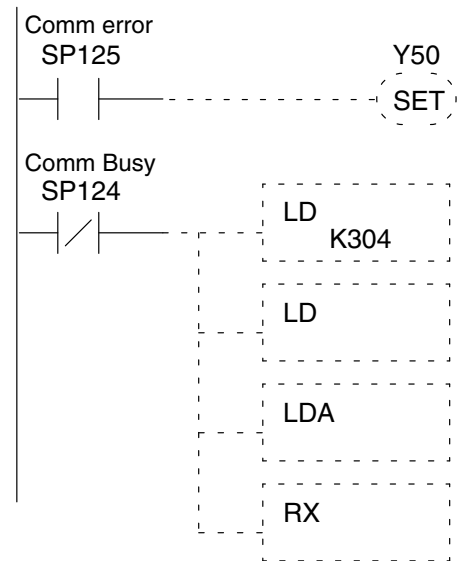 Comm error
SP125
Y50
SET
Comm Busy
SP124
LD
K304
LD
LDA
RX